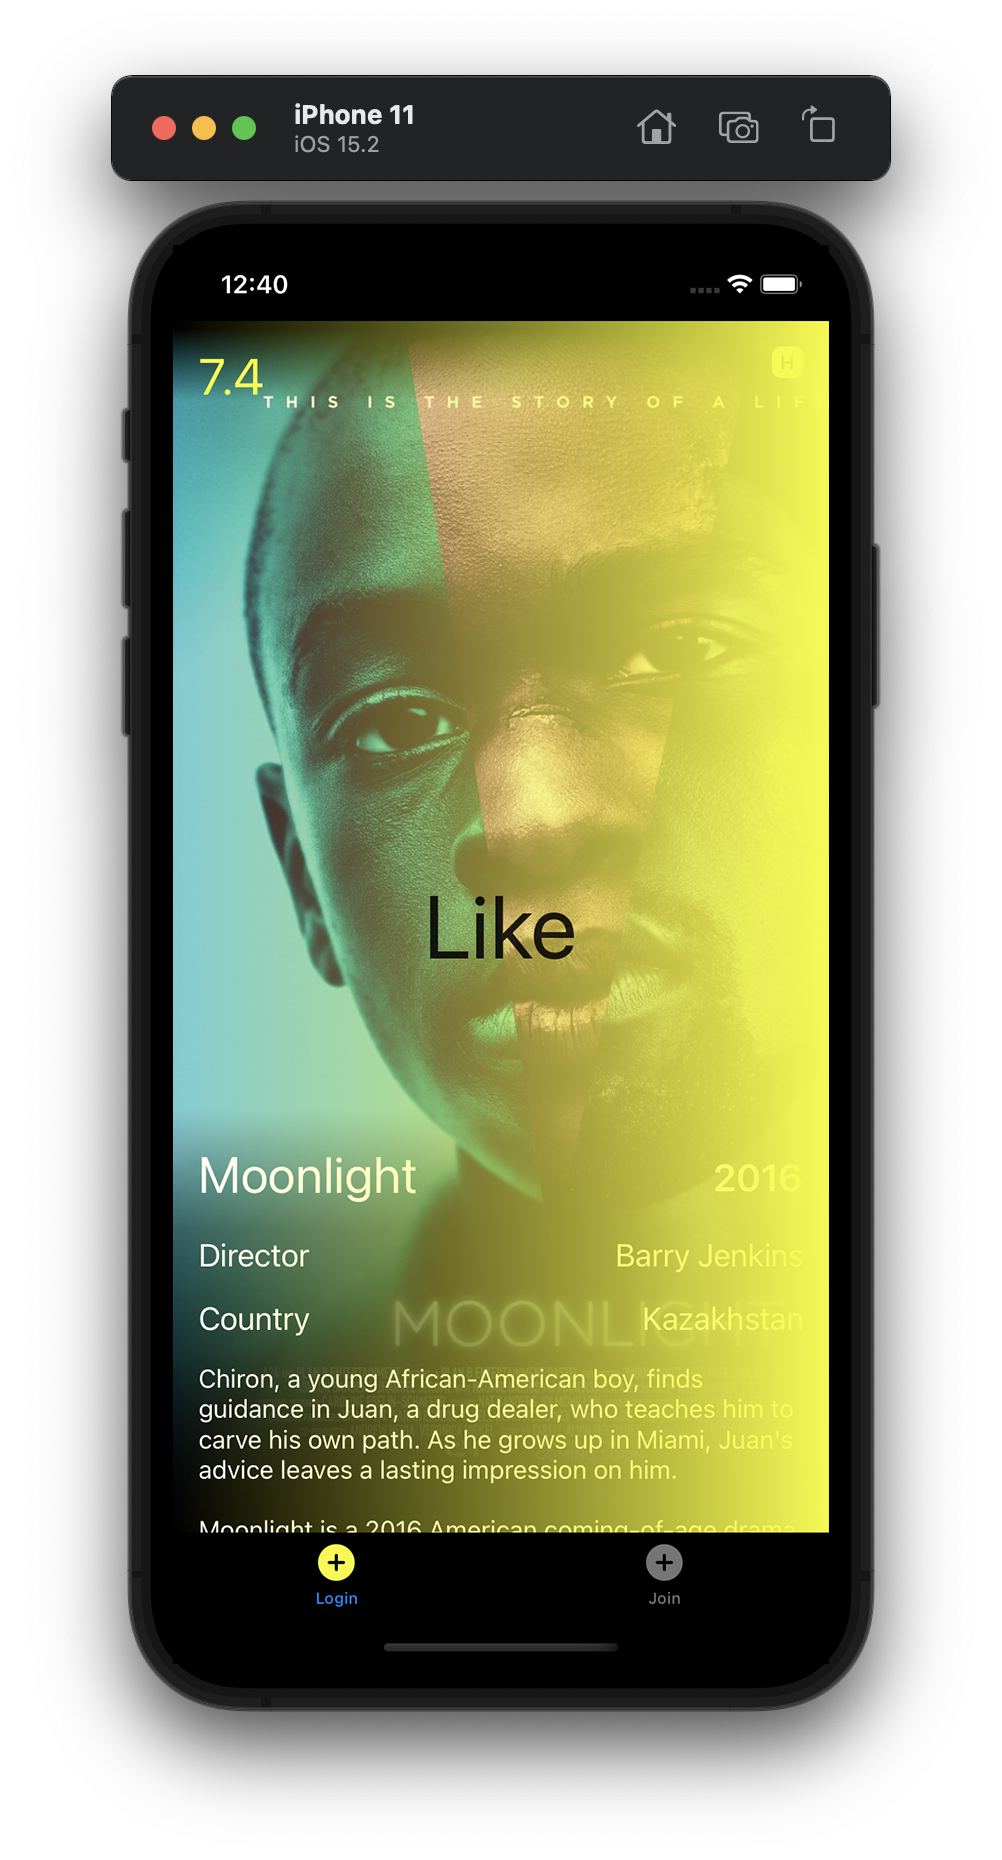 iPhone 11
iOS 15.2
12:40
7.4
H
THIS IS THE STORY OF A LIF
Like
Moonlight 2016
Director Barry Jenkins
Country Kazakhstan
MOONLIGHT
Chiron, a young African-American boy, finds
guidance in Juan, a drug dealer, who teaches him to
carve his own path. As he grows up in Miami, Juan's
advice leaves a lasting impression on him.
Moonlight is a 2016 American coming-of-age drama
Login Join